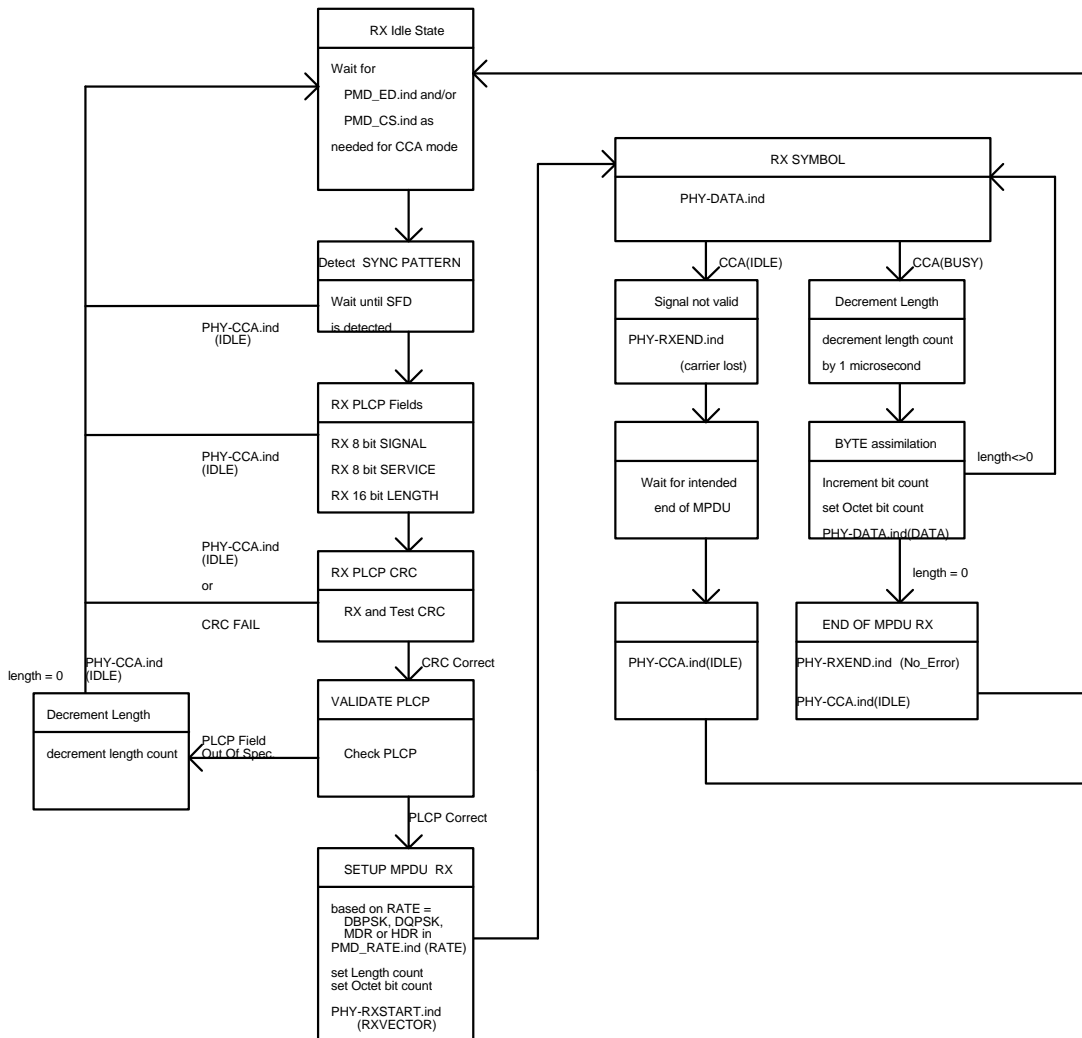 RX Idle State
Wait for
PMD_ED.ind and/or
PMD_CS.ind as
needed for CCA mode
Detect SYNC PATTERN
Wait until SFD
is detected
PHY-CCA.ind
(IDLE)
RX PLCP Fields
RX 8 bit SIGNAL
RX 8 bit SERVICE
RX 16 bit LENGTH
PHY-CCA.ind
(IDLE)
PHY-CCA.ind
(IDLE)
or
CRC FAIL
RX PLCP CRC
RX and Test CRC
CRC Correct
length = 0
PHY-CCA.ind
(IDLE)
Decrement Length
decrement length count
PLCP Field
Out Of Spec.
VALIDATE PLCP
Check PLCP
PLCP Correct
SETUP MPDU RX
based on RATE =
DBPSK, DQPSK,
MDR or HDR in
PMD_RATE.ind (RATE)
set Length count
set Octet bit count
PHY-RXSTART.ind
(RXVECTOR)
RX SYMBOL
PHY-DATA.ind
CCA(IDLE)
CCA(BUSY)
Signal not valid
PHY-RXEND.ind
(carrier lost)
Wait for intended
end of MPDU
PHY-CCA.ind(IDLE)
Decrement Length
decrement length count
by 1 microsecond
BYTE assimilation
Increment bit count
set Octet bit count
PHY-DATA.ind(DATA)
length<>0
length = 0
END OF MPDU RX
PHY-RXEND.ind (No_Error)
PHY-CCA.ind(IDLE)